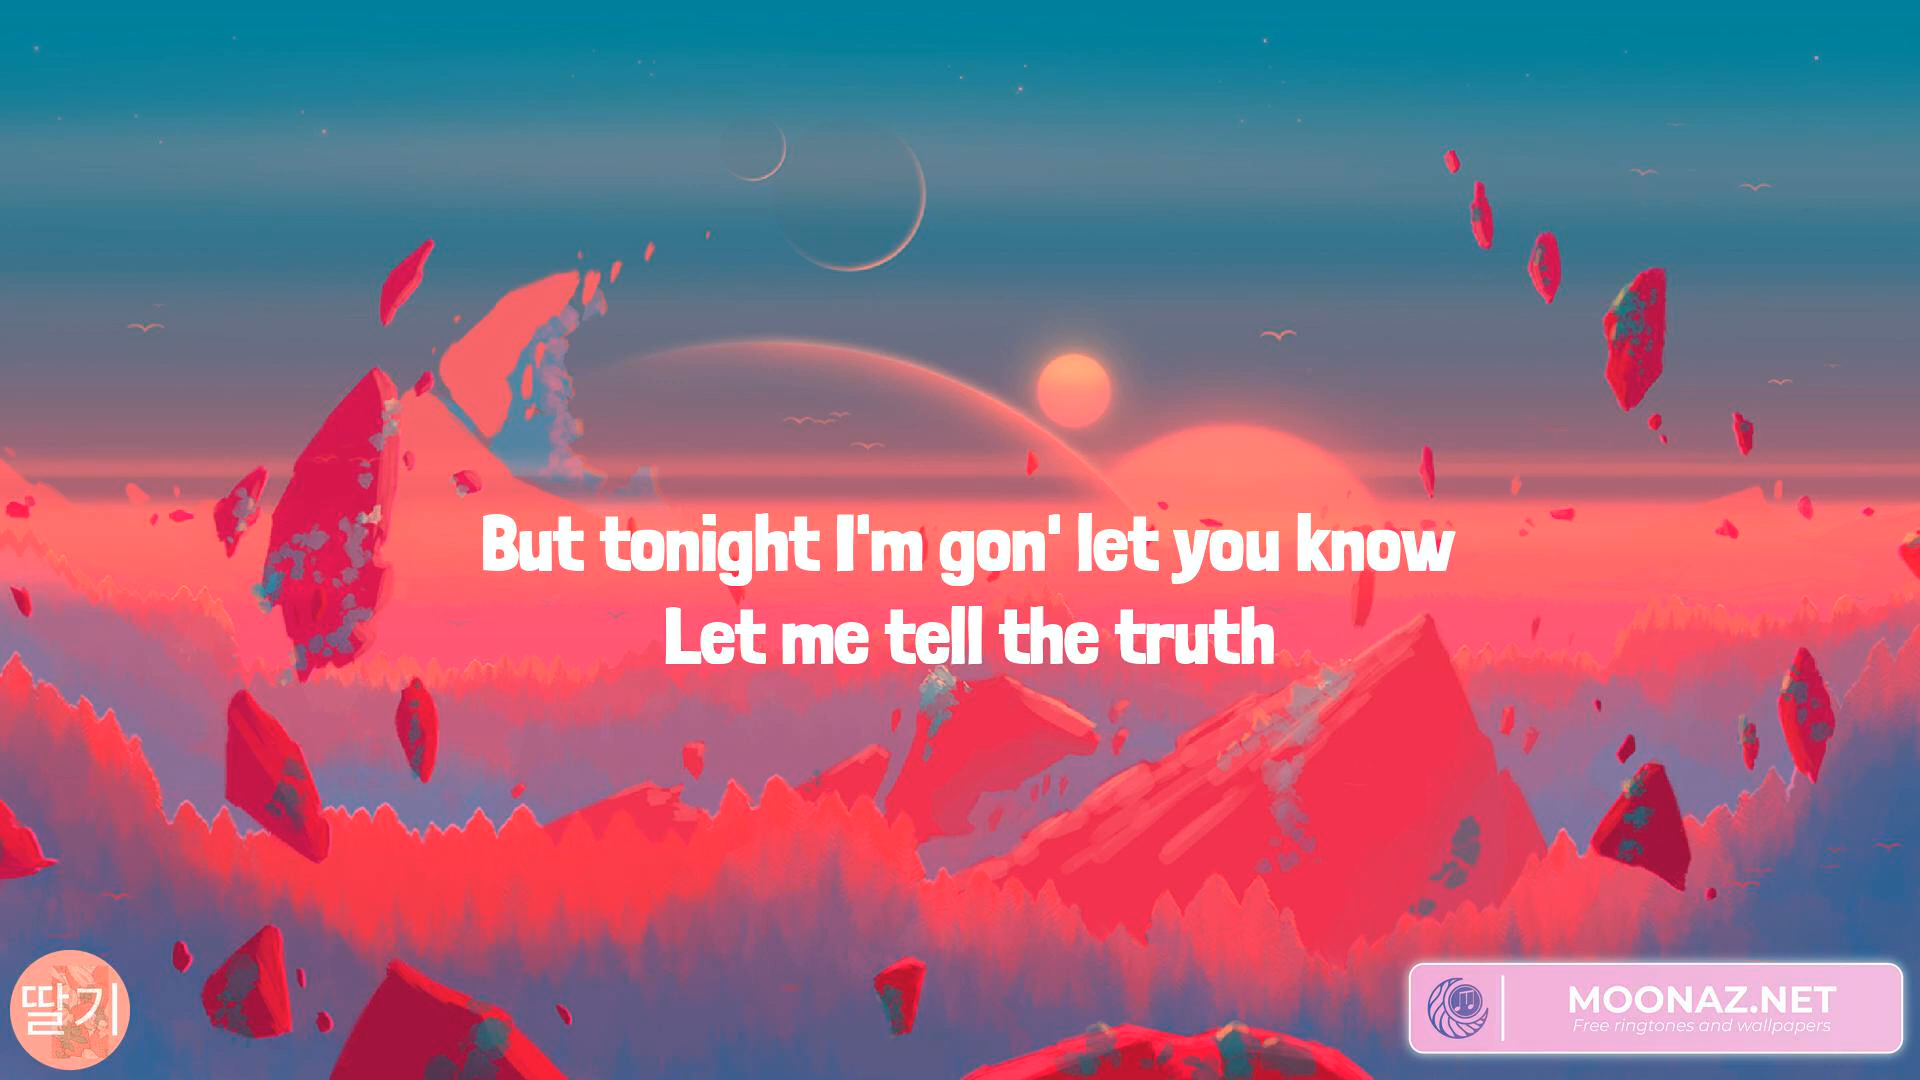 But tonight I'm gon' let you know
Let me tell the truth
딸기
MOONAZ.NET
Free ringtones and wallpapers